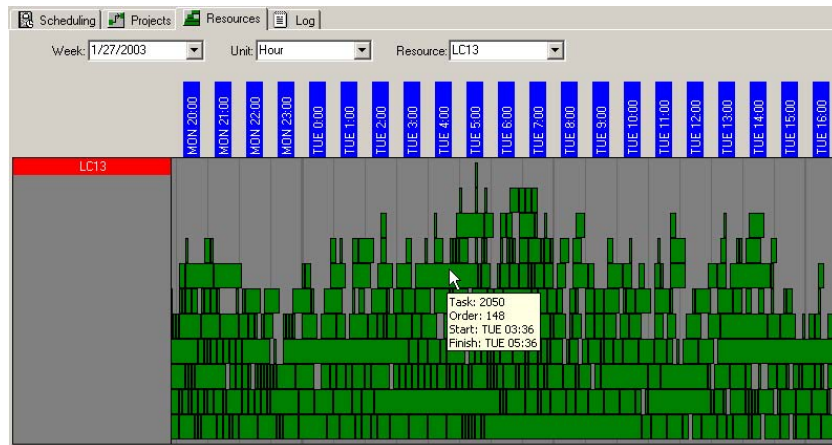 Scheduling Projects Resources Log
Week: 1/27/2003 Unit: Hour Resource: LC13
MON 20:00 MON 21:00 MON 22:00 MON 23:00 TUE 0:00 TUE 1:00 TUE 2:00 TUE 3:00 TUE 4:00 TUE 5:00 TUE 6:00 TUE 7:00 TUE 8:00 TUE 9:00 TUE 10:00 TUE 11:00 TUE 12:00 TUE 13:00 TUE 14:00 TUE 15:00 TUE 16:00
LC13
Task: 2050
Order: 148
Start: TUE 03:36
Finish: TUE 05:36